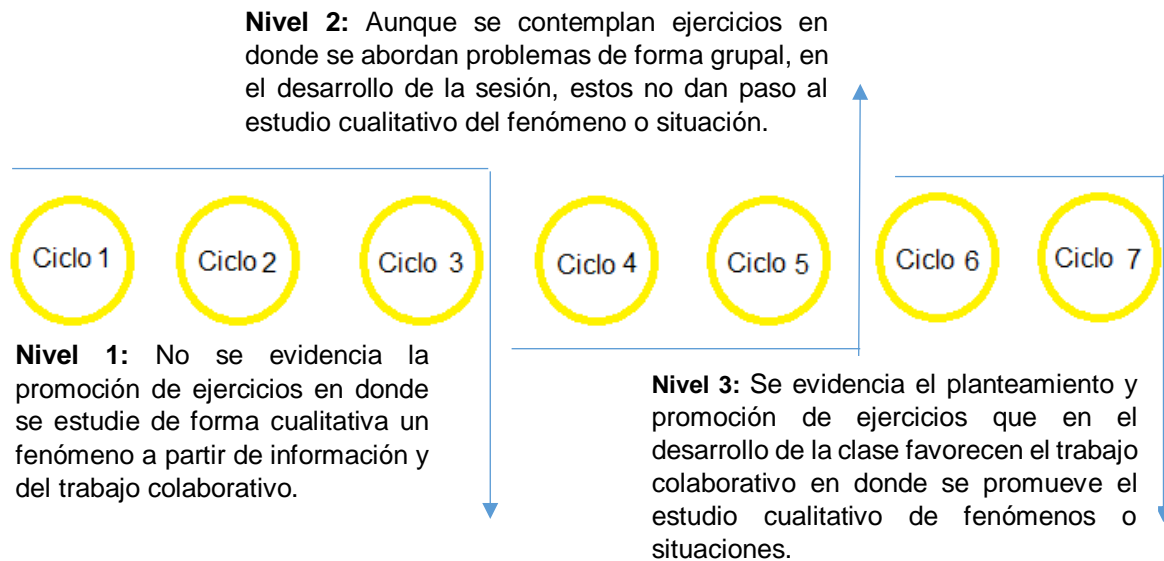 Nivel 2: Aunque se contemplan ejercicios en
donde se abordan problemas de forma grupal, en
el desarrollo de la sesión, estos no dan paso al
estudio cualitativo del fenómeno o situación.
Ciclo 1
Ciclo 2
Ciclo 3
Ciclo 4
Ciclo 5
Ciclo 6
Ciclo 7
Nivel 1: No se evidencia la
promoción de ejercicios en donde
se estudie de forma cualitativa un
fenómeno a partir de información y
del trabajo colaborativo.
Nivel 3: Se evidencia el planteamiento y
promoción de ejercicios que en el
desarrollo de la clase favorecen el trabajo
colaborativo en donde se promueve el
estudio cualitativo de fenómenos o
situaciones.